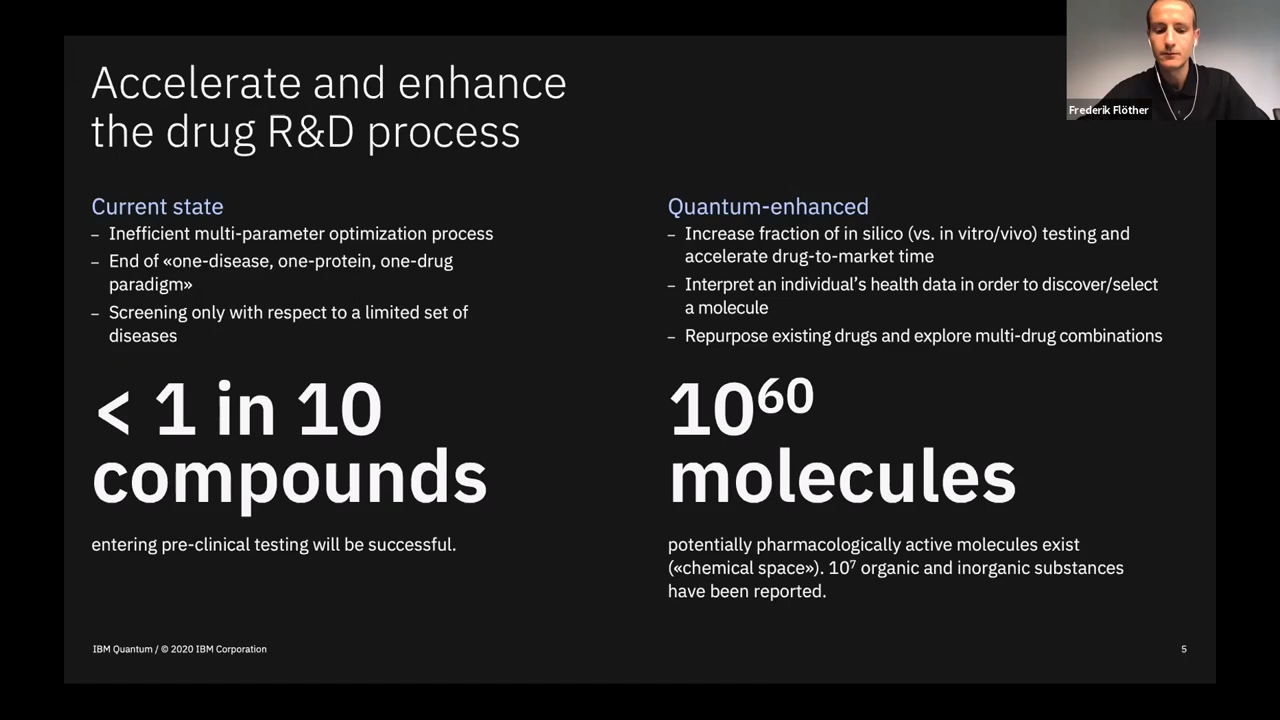 Accelerate and enhance
the drug R&D process
Frederik Flöther
Current state
– Inefficient multi-parameter optimization process
– End of «one-disease, one-protein, one-drug
paradigm»
– Screening only with respect to a limited set of
diseases
< 1 in 10
compounds
entering pre-clinical testing will be successful.
Quantum-enhanced
– Increase fraction of in silico (vs. in vitro/vivo) testing and
accelerate drug-to-market time
– Interpret an individual’s health data in order to discover/select
a molecule
– Repurpose existing drugs and explore multi-drug combinations
10⁶⁰
molecules
potentially pharmacologically active molecules exist
(«chemical space»). 10⁷ organic and inorganic substances
have been reported.
IBM Quantum / © 2020 IBM Corporation
5